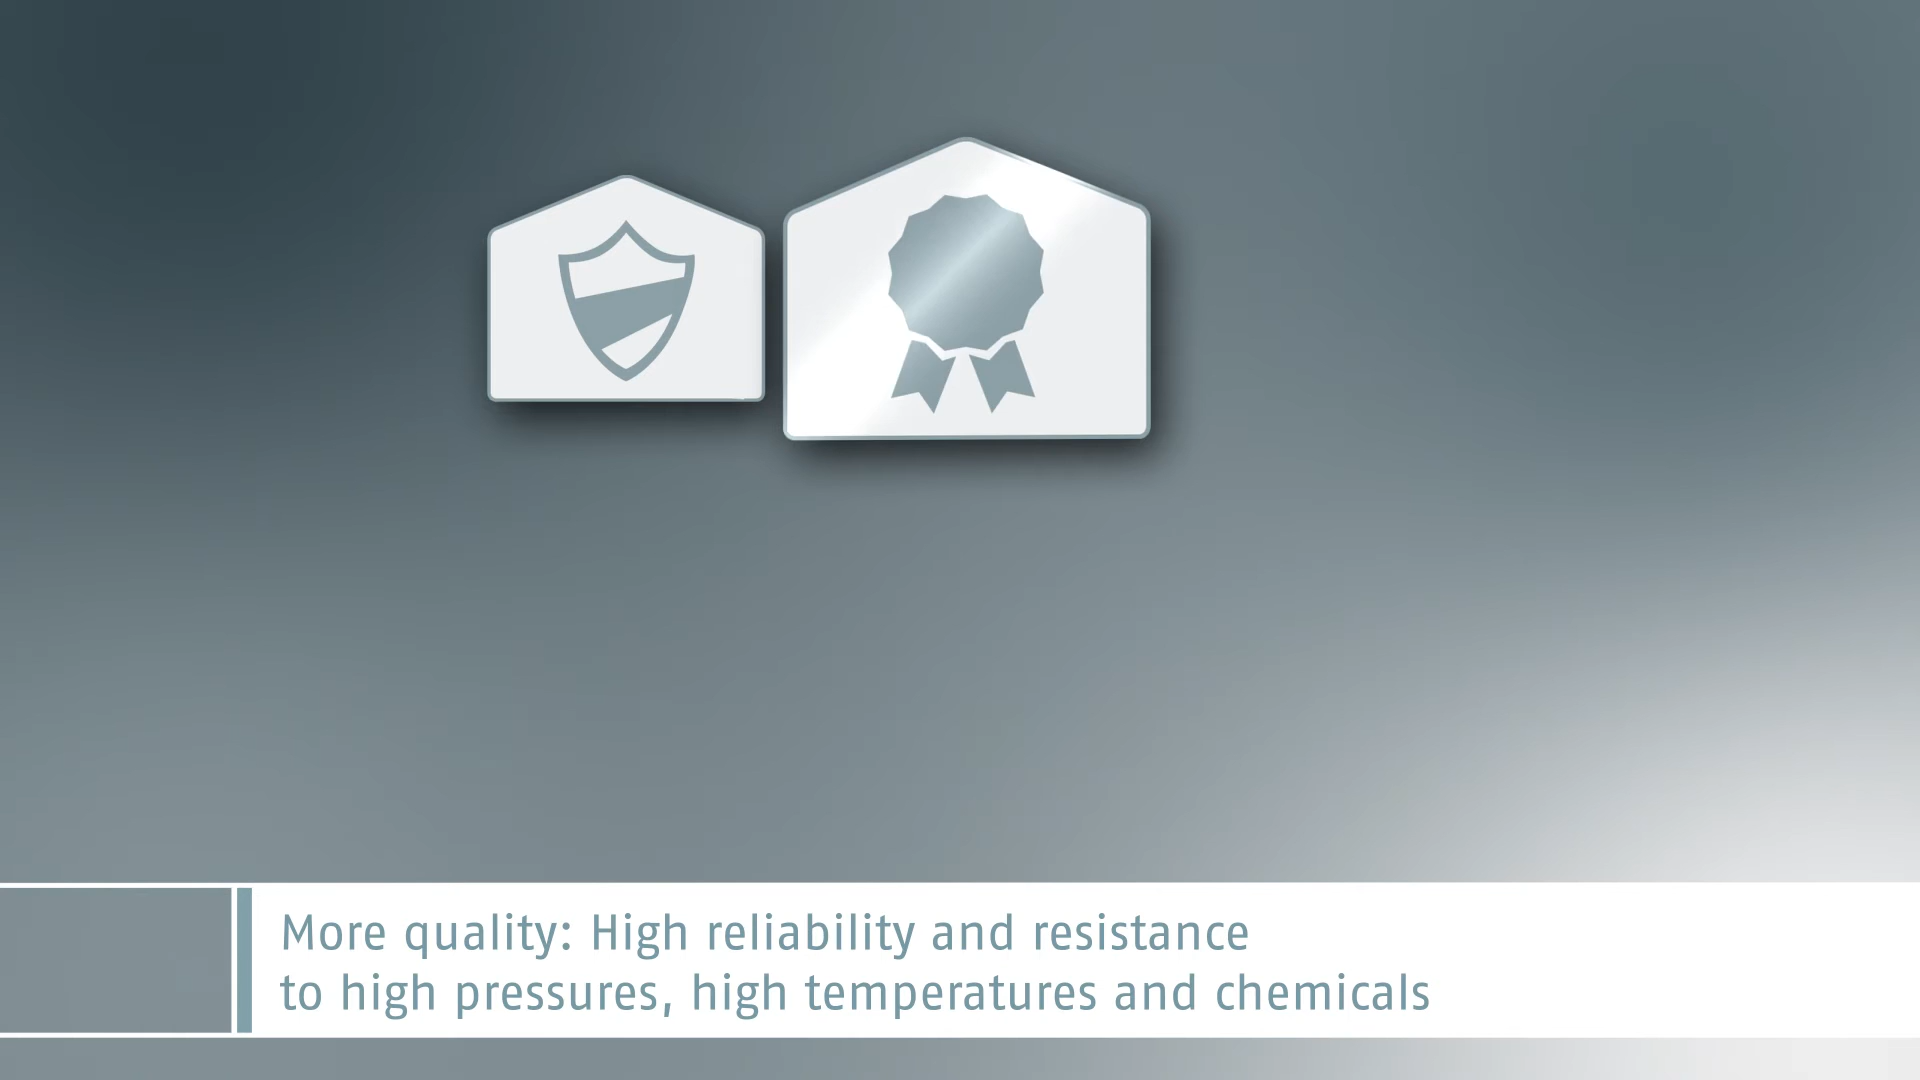 More quality: High reliability and resistance
to high pressures, high temperatures and chemicals